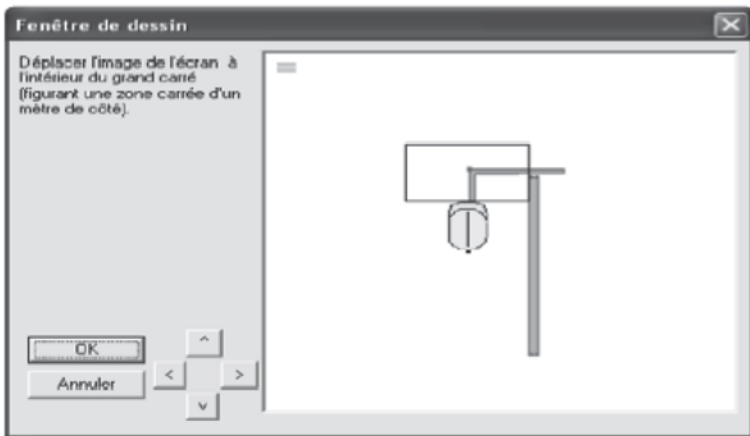 Fenêtre de dessin
Déplacer l'image de l'écran à
l'intérieur du grand carré
(figurant une zone carrée d'un
mètre de côté).
OK
Annuler